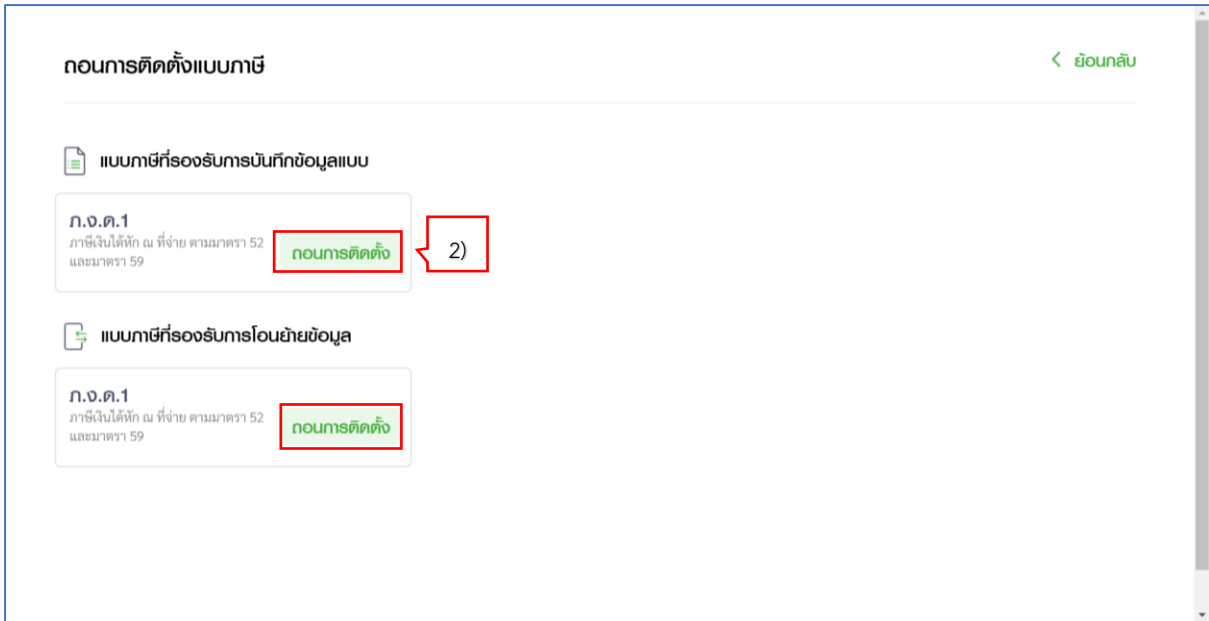 ถอนการติดตั้งแบบภาษี
ย้อนกลับ
แบบภาษีที่รองรับการบันทึกข้อมูลแบบ
ภ.ง.ด.1
ภาษีเงินได้หัก ณ ที่จ่าย ตามมาตรา 52
และมาตรา 59
ถอนการติดตั้ง
2)
แบบภาษีที่รองรับการโอนย้ายข้อมูล
ภ.ง.ด.1
ภาษีเงินได้หัก ณ ที่จ่าย ตามมาตรา 52
และมาตรา 59
ถอนการติดตั้ง